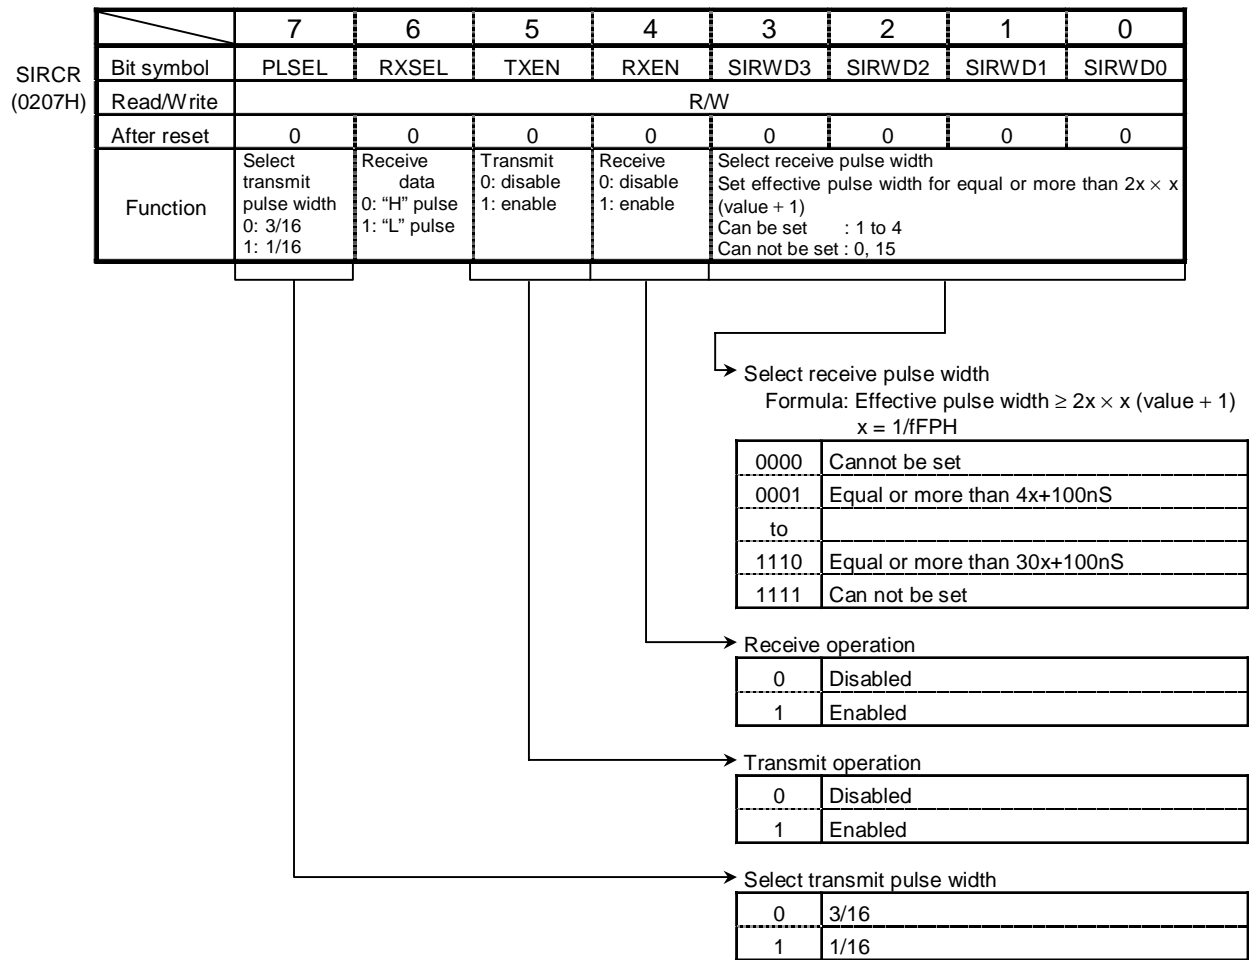 7 6 5 4 3 2 1 0
SIRCR
(0207H)
Bit symbol PLSEL RXSEL TXEN RXEN SIRWD3 SIRWD2 SIRWD1 SIRWD0
Read/Write R/W
After reset 0 0 0 0 0 0 0 0
Function
Select
transmit
pulse width
0: 3/16
1: 1/16
Receive
data
0: “H” pulse
1: “L” pulse
Transmit
0: disable
1: enable
Receive
0: disable
1: enable
Select receive pulse width
Set effective pulse width for equal or more than 2x × x
(value + 1)
Can be set : 1 to 4
Can not be set : 0, 15
Select receive pulse width
Formula: Effective pulse width ≥ 2x × x (value + 1)
x = 1/fFPH
0000 Cannot be set
0001 Equal or more than 4x+100nS
to
1110 Equal or more than 30x+100nS
1111 Can not be set
Receive operation
0 Disabled
1 Enabled
Transmit operation
0 Disabled
1 Enabled
Select transmit pulse width
0 3/16
1 1/16